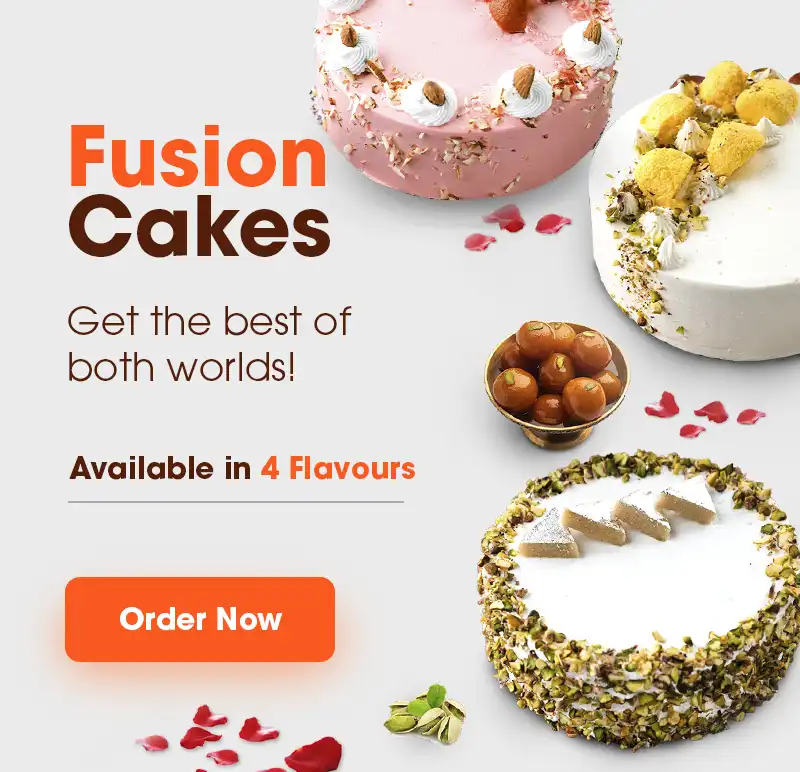 Fusion
Cakes
Get the best of
both worlds!
Available in 4 Flavours
Order Now